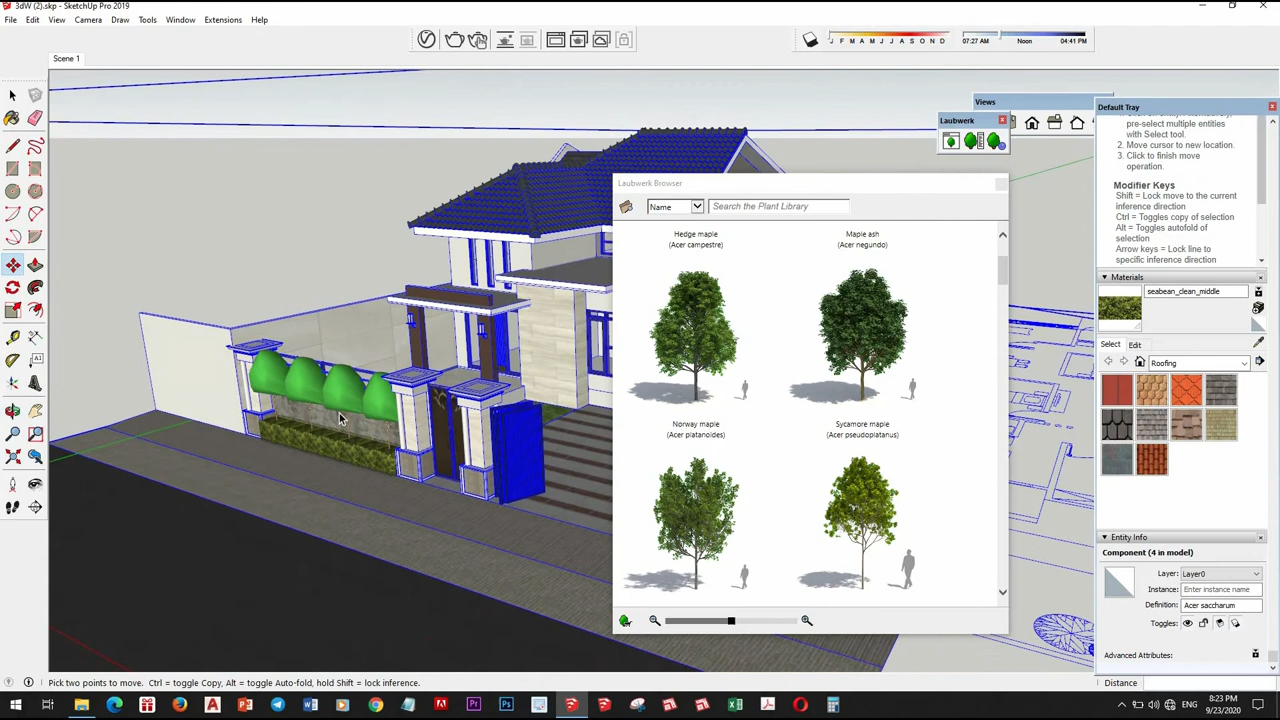 3dW (2).skp - SketchUp Pro 2019
File Edit View Camera Draw Tools Window Extensions Help
J F M A M J J A S O N D
07:27 AM Noon 04:41 PM
Scene 1
Views
Default Tray
Laubwerk
pre-select multiple entities
with Select tool.
2. Move cursor to new location.
3. Click to finish move
operation.
Modifier Keys
Shift = Lock move to the current
inference direction
Ctrl = Toggles copy of selection
Alt = Toggles autofold of
selection
Arrow keys = Lock line to
specific inference direction
Laubwerk Browser
Name
Search the Plant Library
Hedge maple
(Acer campestre)
Maple ash
(Acer negundo)
Norway maple
(Acer platanoides)
Sycamore maple
(Acer pseudoplatanus)
Materials
seabean_clean_middle
Select Edit
Roofing
Entity Info
Component (4 in model)
Layer: Layer0
Instance: Enter instance name
Definition: Acer saccharum
Toggles:
Advanced Attributes:
Pick two points to move. Ctrl = toggle Copy, Alt = toggle Auto-fold, hold Shift = lock inference.
Distance
ENG
8:23 PM
9/23/2020